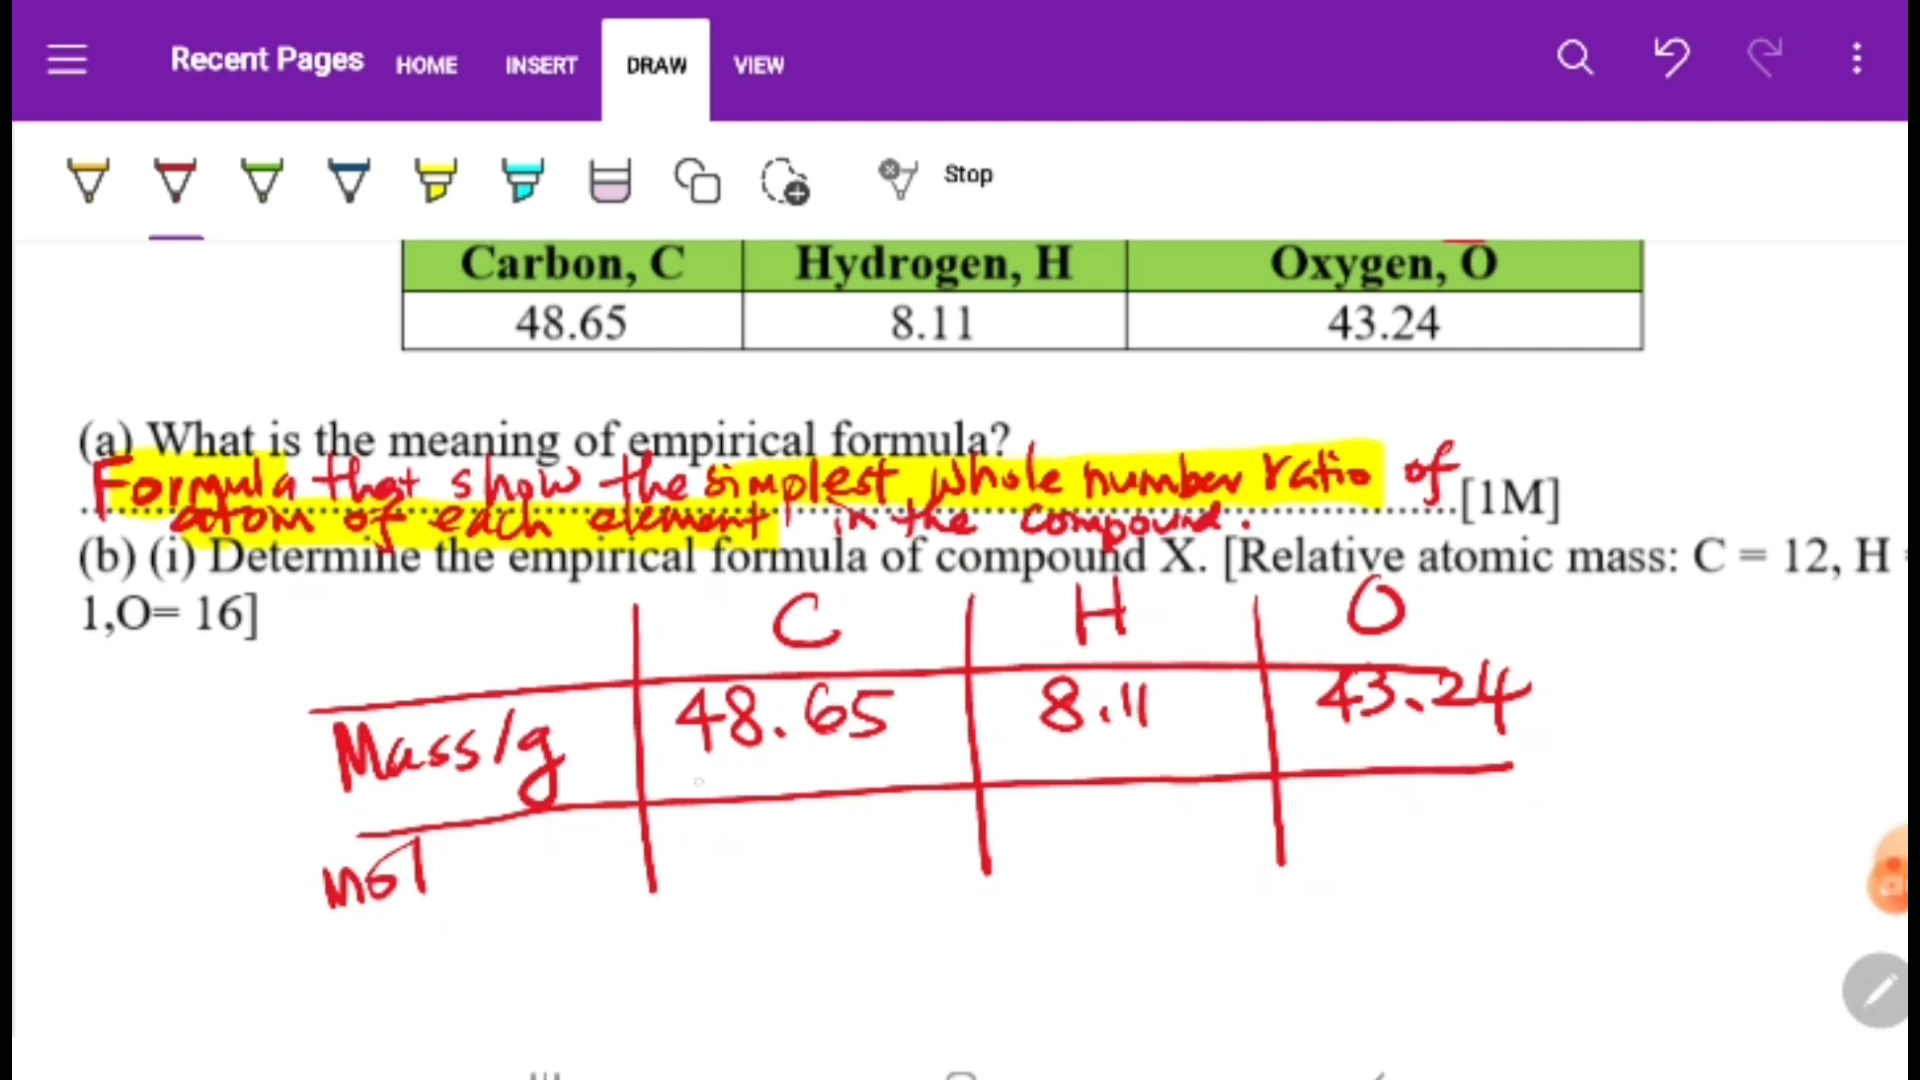 Recent Pages HOME INSERT DRAW VIEW
Stop
Carbon, C Hydrogen, H Oxygen, O
48.65 8.11 43.24
(a) What is the meaning of empirical formula?
Formula that show the simplest whole number ratio of
atom of each element in the compound. [1M]
(b) (i) Determine the empirical formula of compound X. [Relative atomic mass: C = 12, H =
1,O= 16]
C H O
Mass/g 48.65 8.11 43.24
mol